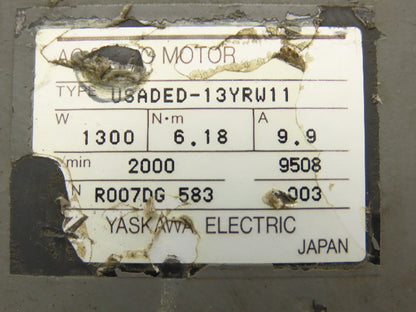 AC SERVO MOTOR
TYPE USADED-13YRW11
W N·m A
1300 6.18 9.9
/min 2000 9508
N R007DG 583 003
YASKAWA ELECTRIC
JAPAN